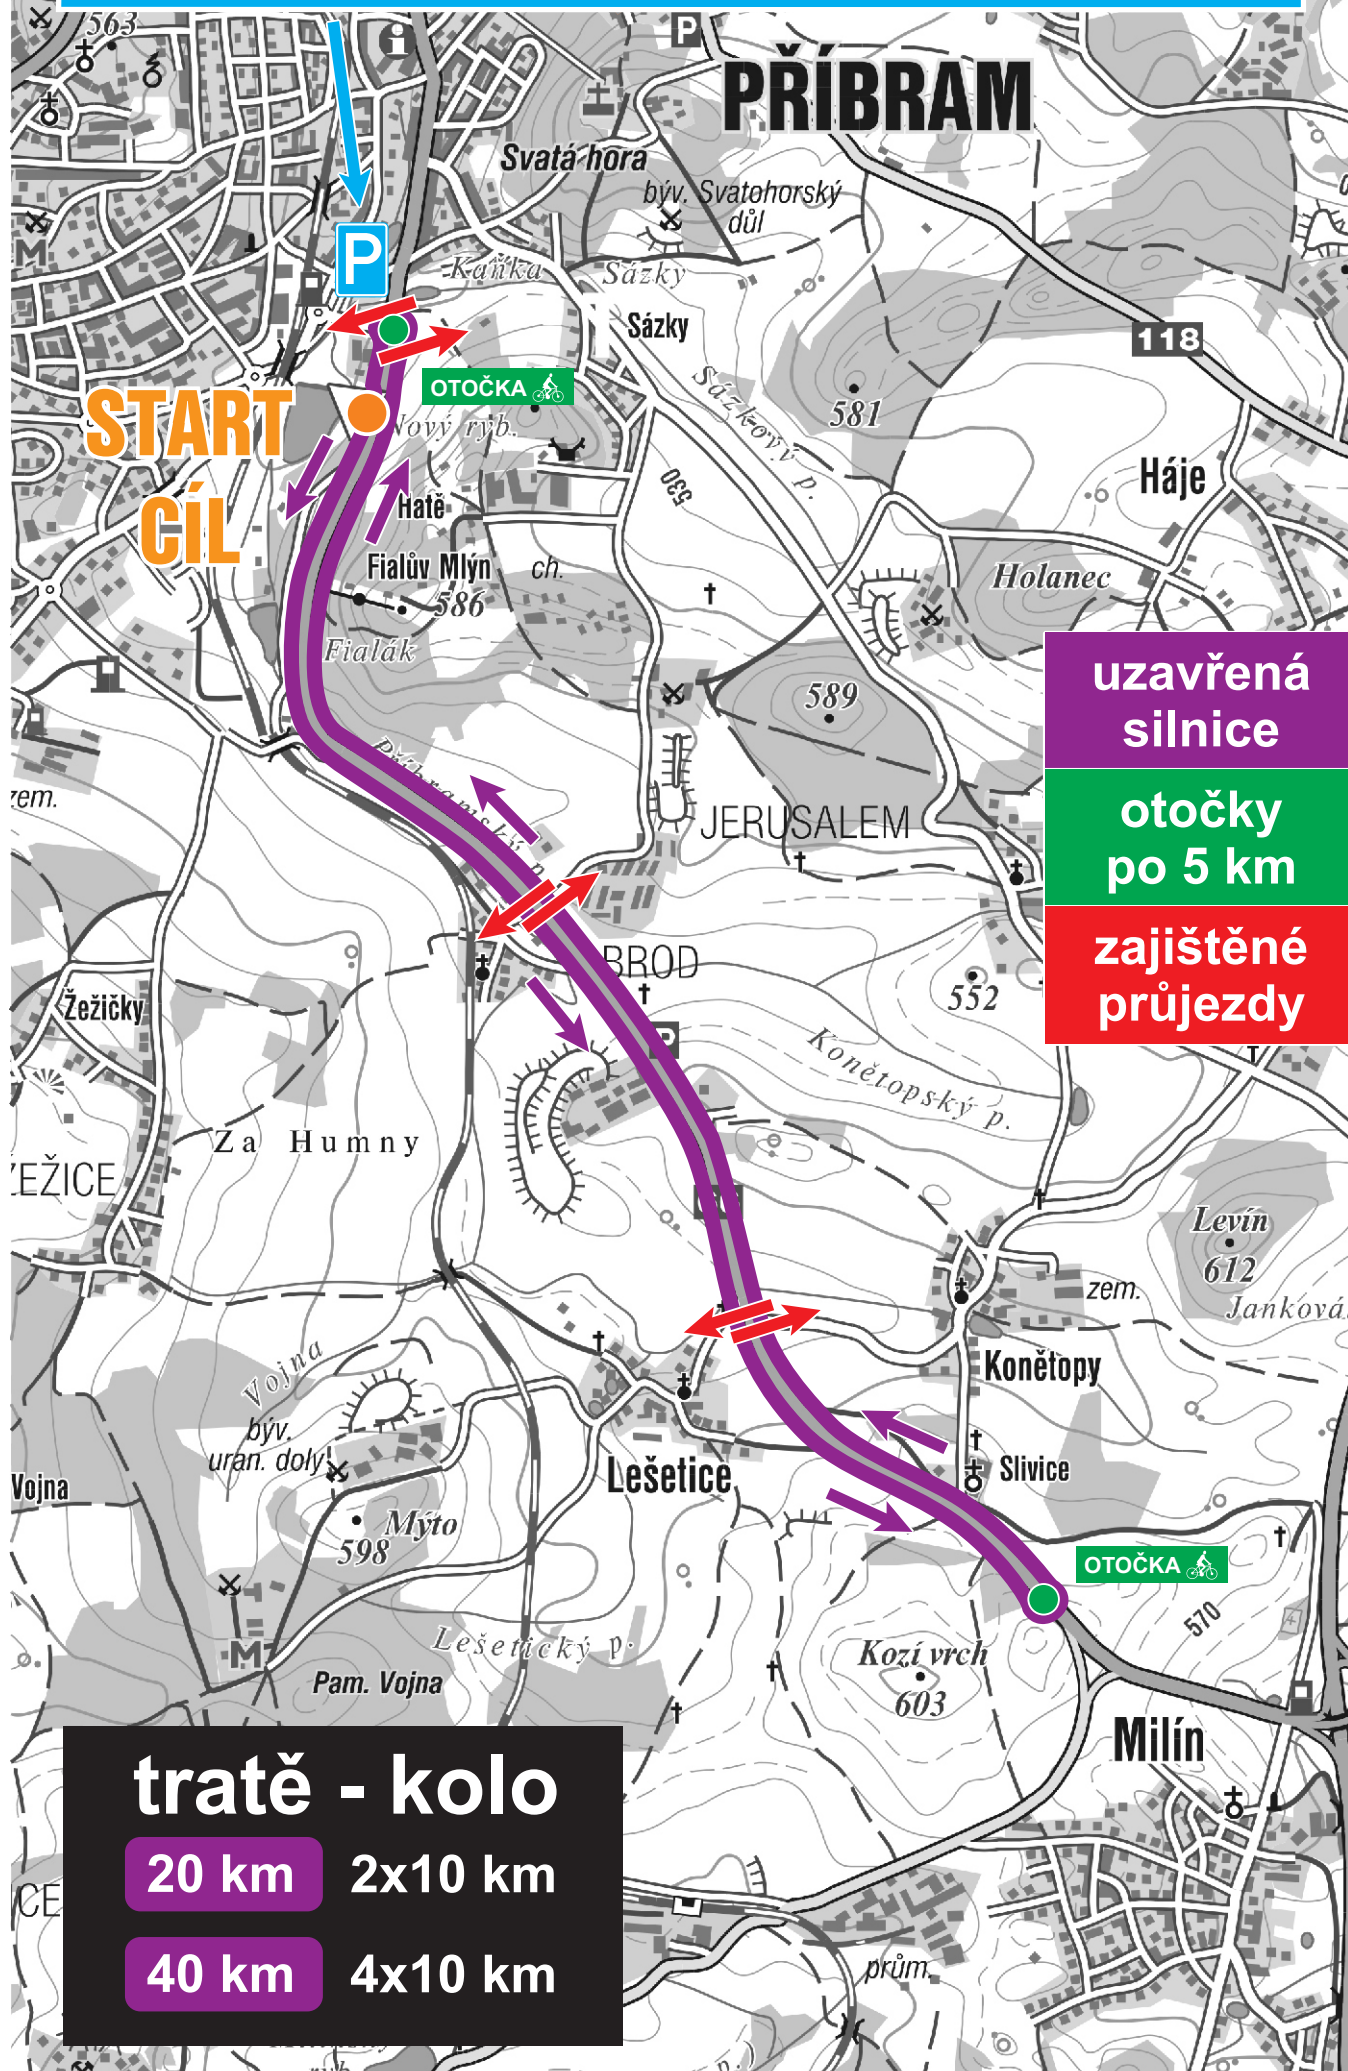 563
P
PŘÍBRAM
Svatá hora
býv. Svatohorský
důl
M
P
Kaňka
Sázky
Sázky
118
OTOČKA
START
CÍL
Nový ryb.
Sázkový p.
581
530
Háje
Hatě
Fialův Mlýn
586
ch.
Holanec
Fialák
589
uzavřená
silnice
Příbramský p.
zem.
JERUSALEM
otočky
po 5 km
zajištěné
průjezdy
BROD
552
Žežičky
P
Konětopský p.
Za Humny
Levín
612
zem.
Vojna
Konětopy
býv.
uran. doly
Lešetice
Slivice
Vojna
Mýto
598
OTOČKA
570
Lešetický p.
M
Kozí vrch
603
Pam. Vojna
Milín
tratě - kolo
20 km 2x10 km
40 km 4x10 km
prům.